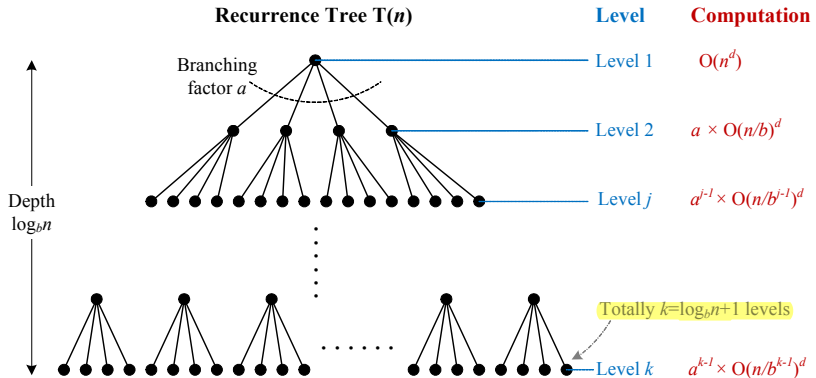 Recurrence Tree T(n) Level Computation
Level 1 O(n^d)
Branching
factor a
Level 2 a × O(n/b)^d
Depth
log_b n
Level j a^{j-1} × O(n/b^{j-1})^d
Totally k=log_b n+1 levels
Level k a^{k-1} × O(n/b^{k-1})^d